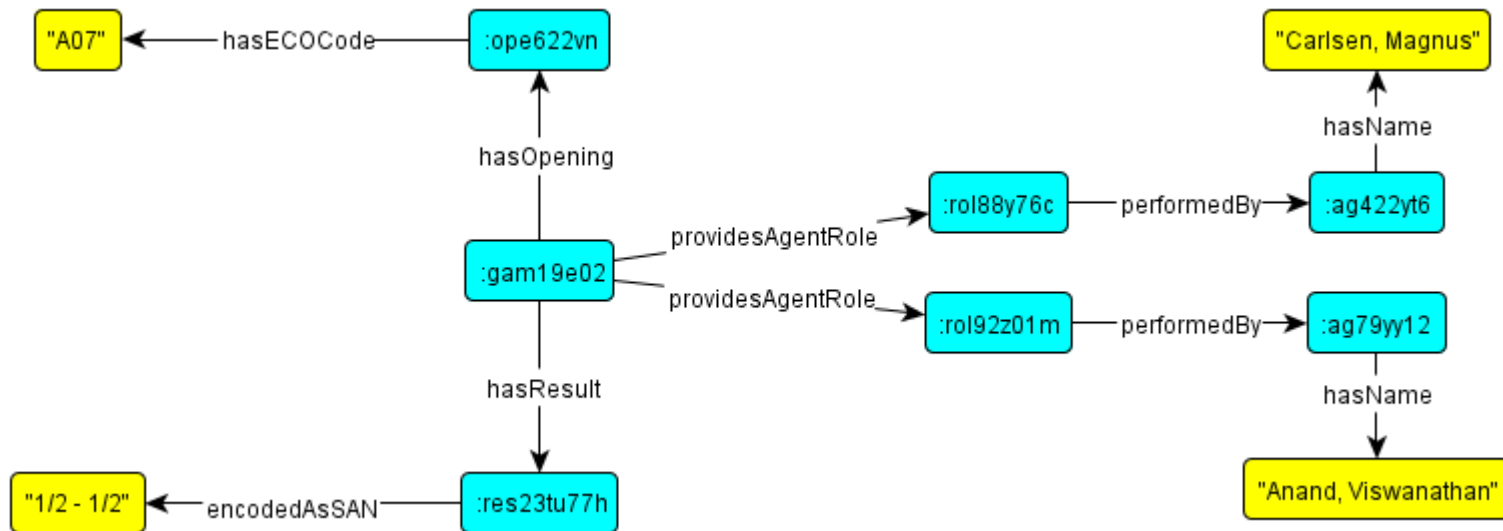 "A07"
hasECOCode
:ope622vn
"Carlsen, Magnus"
hasOpening
hasName
:rol88y76c
performedBy
:ag422yt6
providesAgentRole
:gam19e02
providesAgentRole
:rol92z01m
performedBy
:ag79yy12
hasResult
hasName
"1/2 - 1/2"
encodedAsSAN
:res23tu77h
"Anand, Viswanathan"